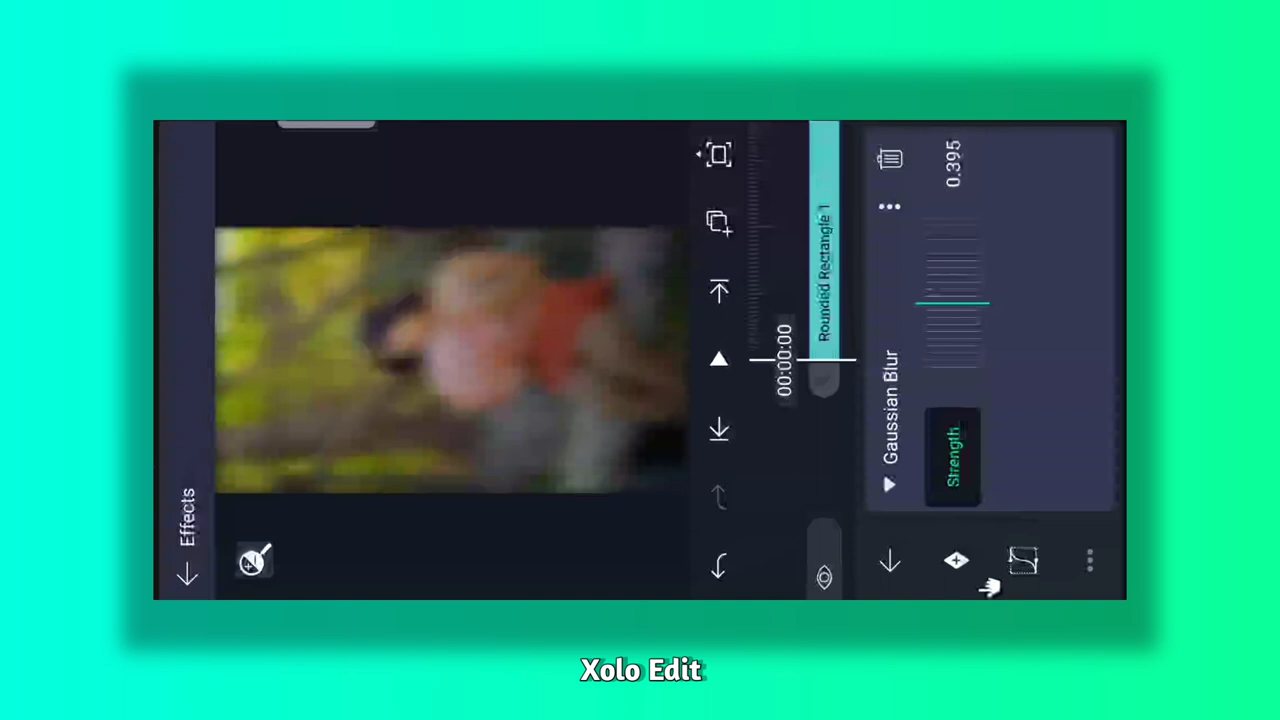 Effects
00:00:00
Rounded Rectangle 1
Gaussian Blur
Strength
0.395
Xolo Edit